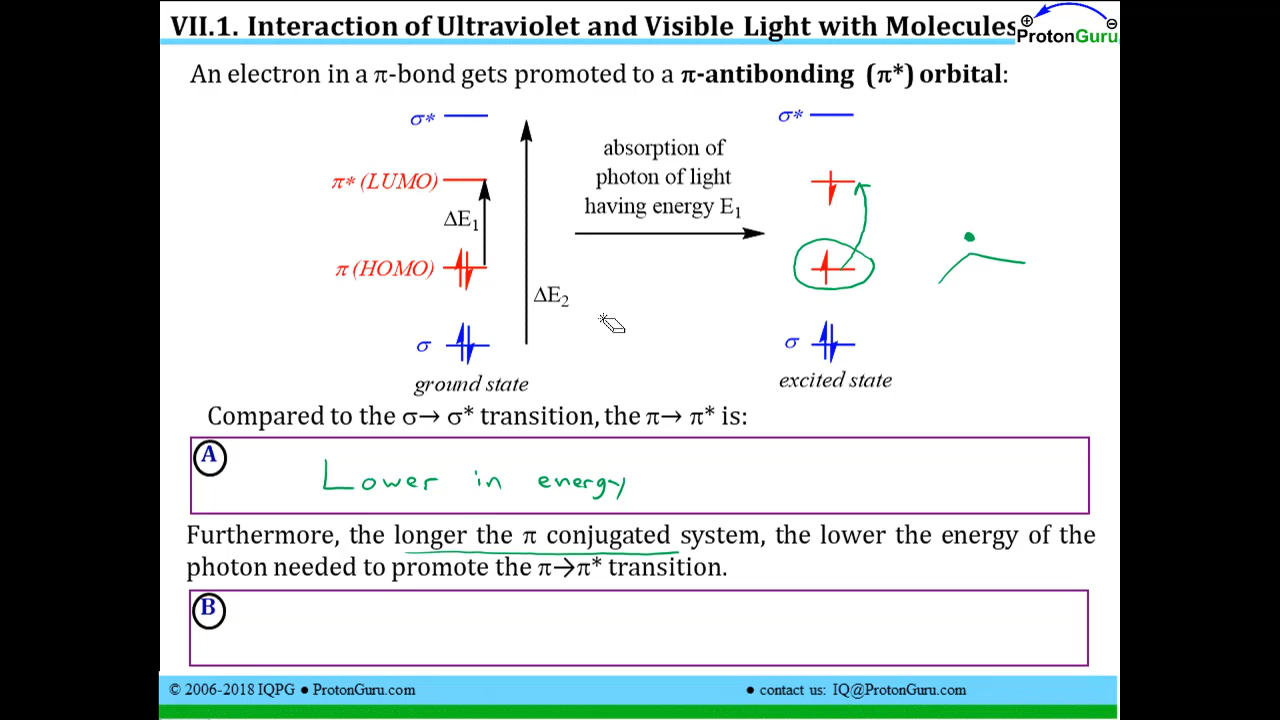 VII.1. Interaction of Ultraviolet and Visible Light with Molecules
ProtonGuru
An electron in a π-bond gets promoted to a π-antibonding (π*) orbital:
σ*
σ*
absorption of
photon of light
having energy E₁
π* (LUMO)
ΔE₁
π (HOMO)
ΔE₂
σ
σ
ground state
excited state
Compared to the σ→ σ* transition, the π→ π* is:
A
Lower in energy
Furthermore, the longer the π conjugated system, the lower the energy of the
photon needed to promote the π→π* transition.
B
© 2006-2018 IQPG ● ProtonGuru.com
● contact us: IQ@ProtonGuru.com